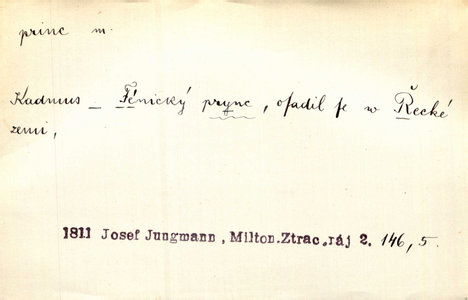 princ m.
Kadmus – Fénický prync, osadil se w Řecké
zemi,
1811 Josef Jungmann, Milton.Ztrac.ráj 2. 146, 5.